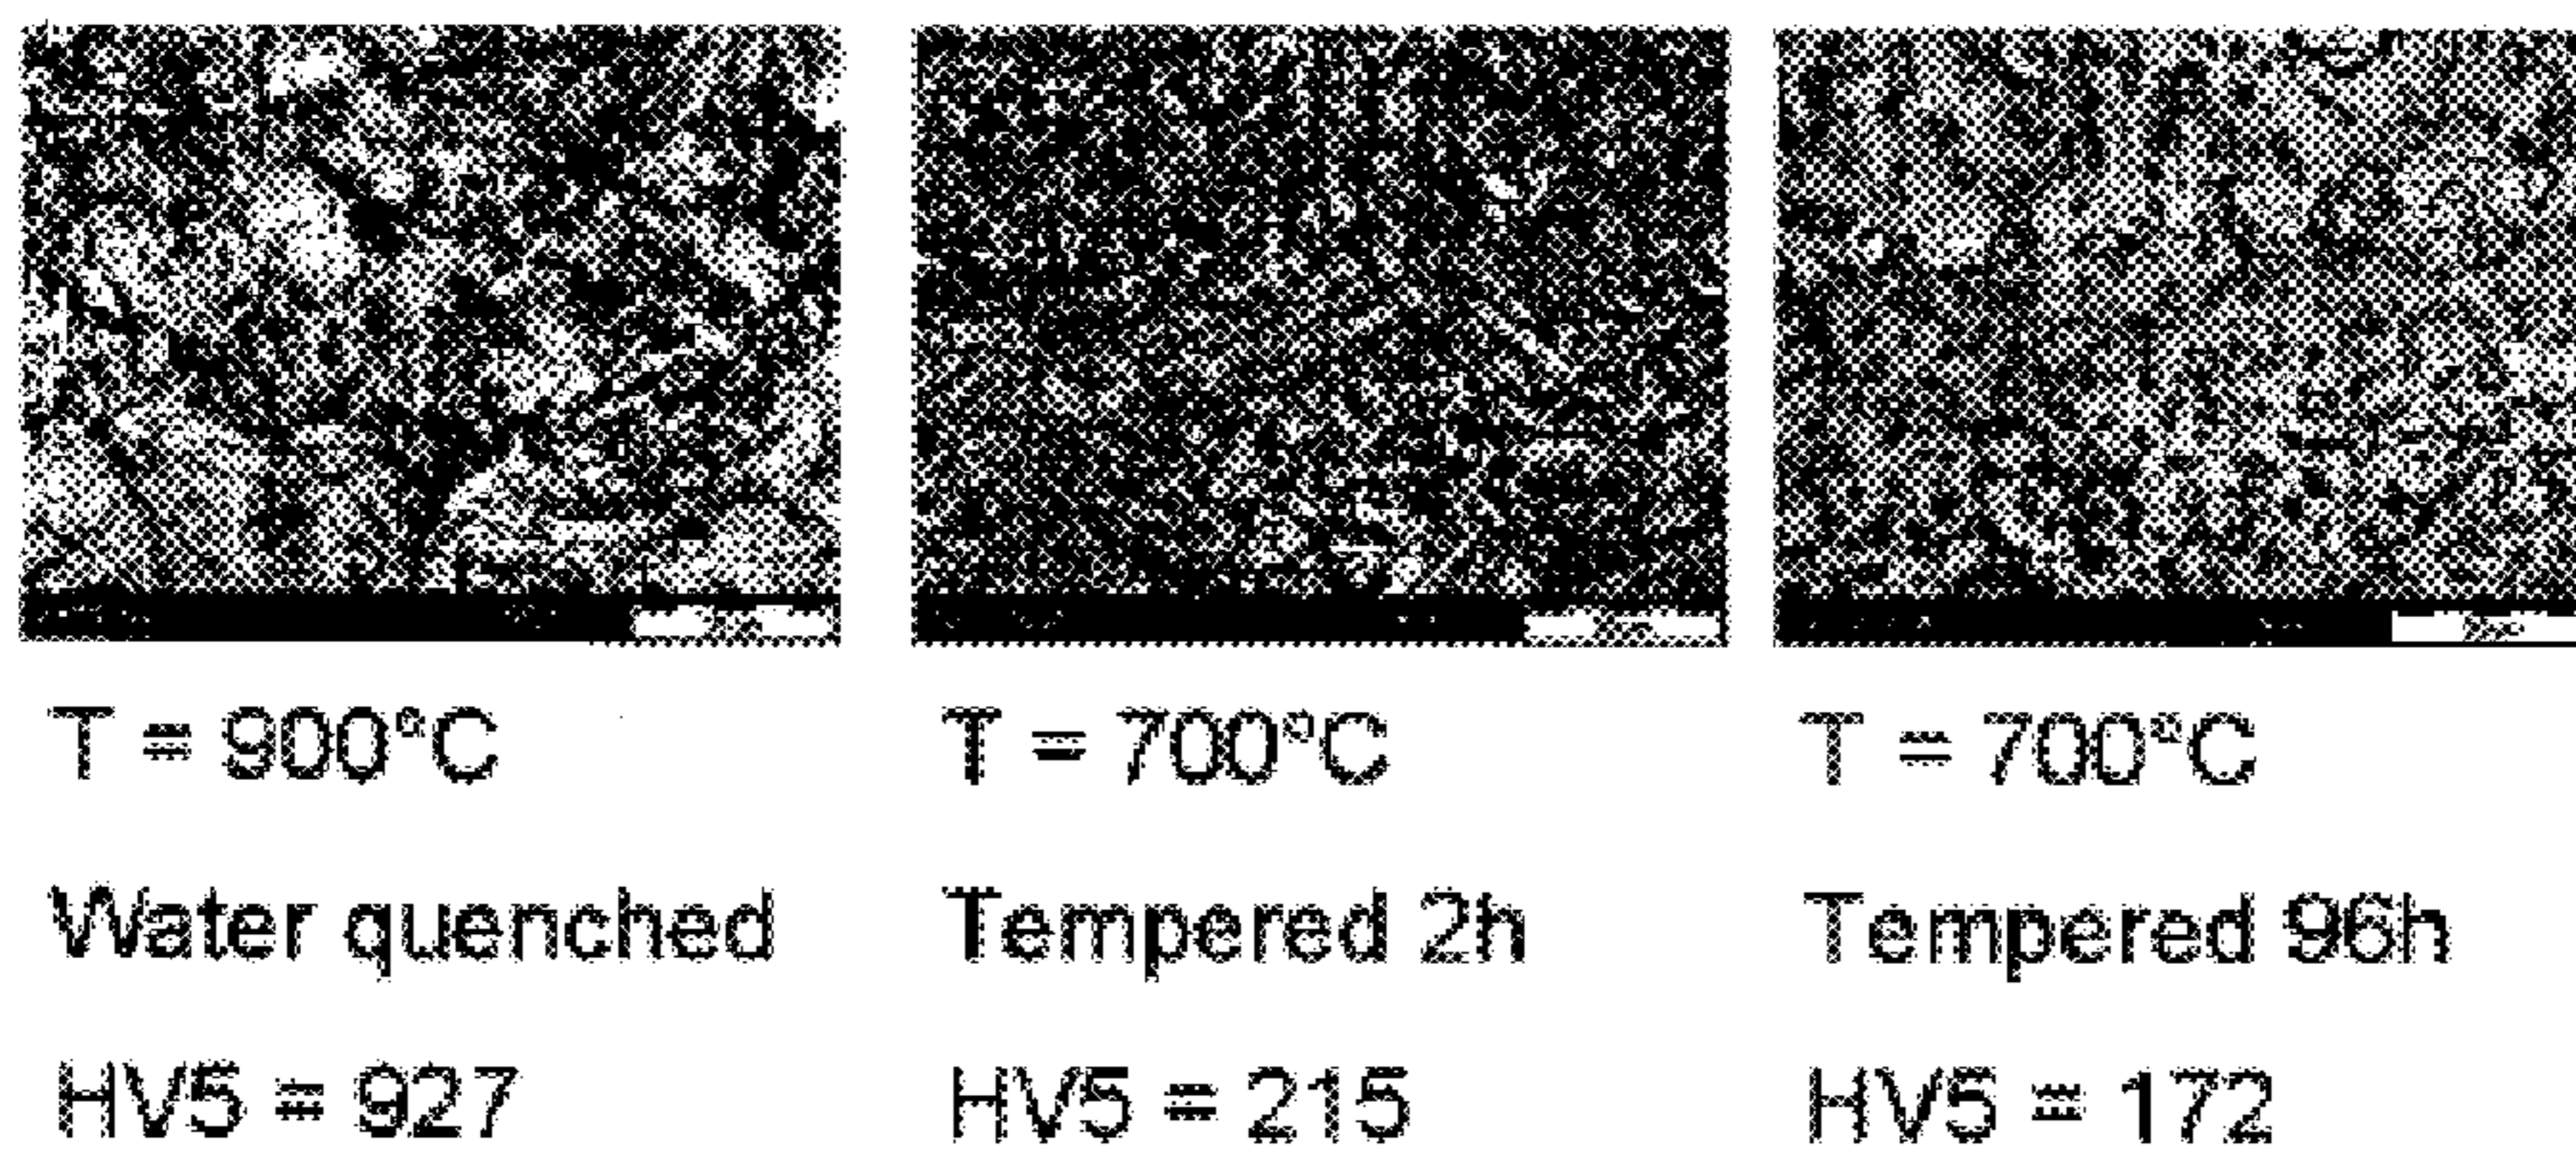 T = 900°C
Water quenched
HV5 = 927
T = 700°C
Tempered 2h
HV5 = 215
T = 700°C
Tempered 96h
HV5 = 172